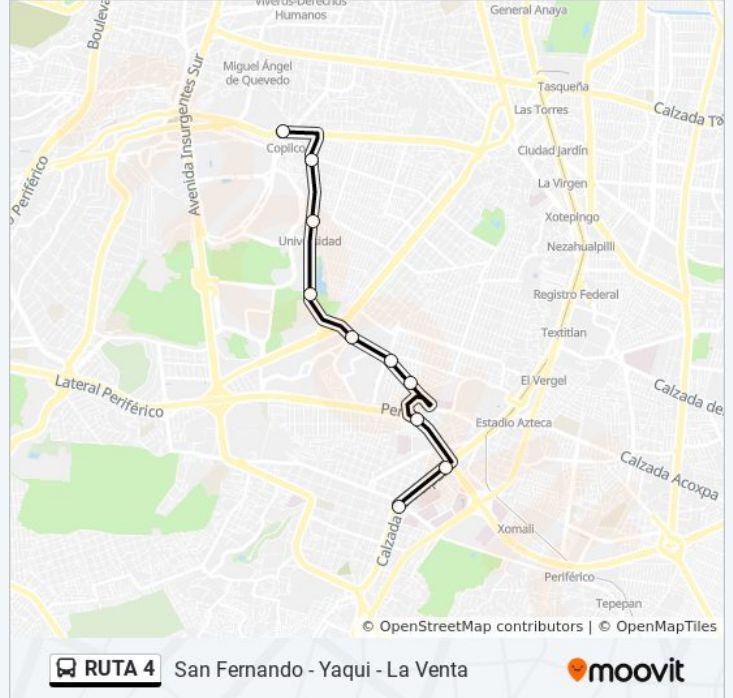 Viveros-Derechos
Humanos
General Anaya
Miguel Ángel
de Quevedo
Avenida Insurgentes Sur
Tasqueña
Las Torres
Calzada
Copilco
Ciudad Jardín
La Virgen
Periférico
Xotepingo
Universidad
Nezahualpilli
Registro Federal
Textitlan
Lateral Periférico
El Vergel
Calzada de
Estadio Azteca
Calzada Acoxpa
Calzada
Xomali
Periférico
Tepepan
© OpenStreetMap contributors | © OpenMapTiles
RUTA 4 San Fernando - Yaqui - La Venta
moovit